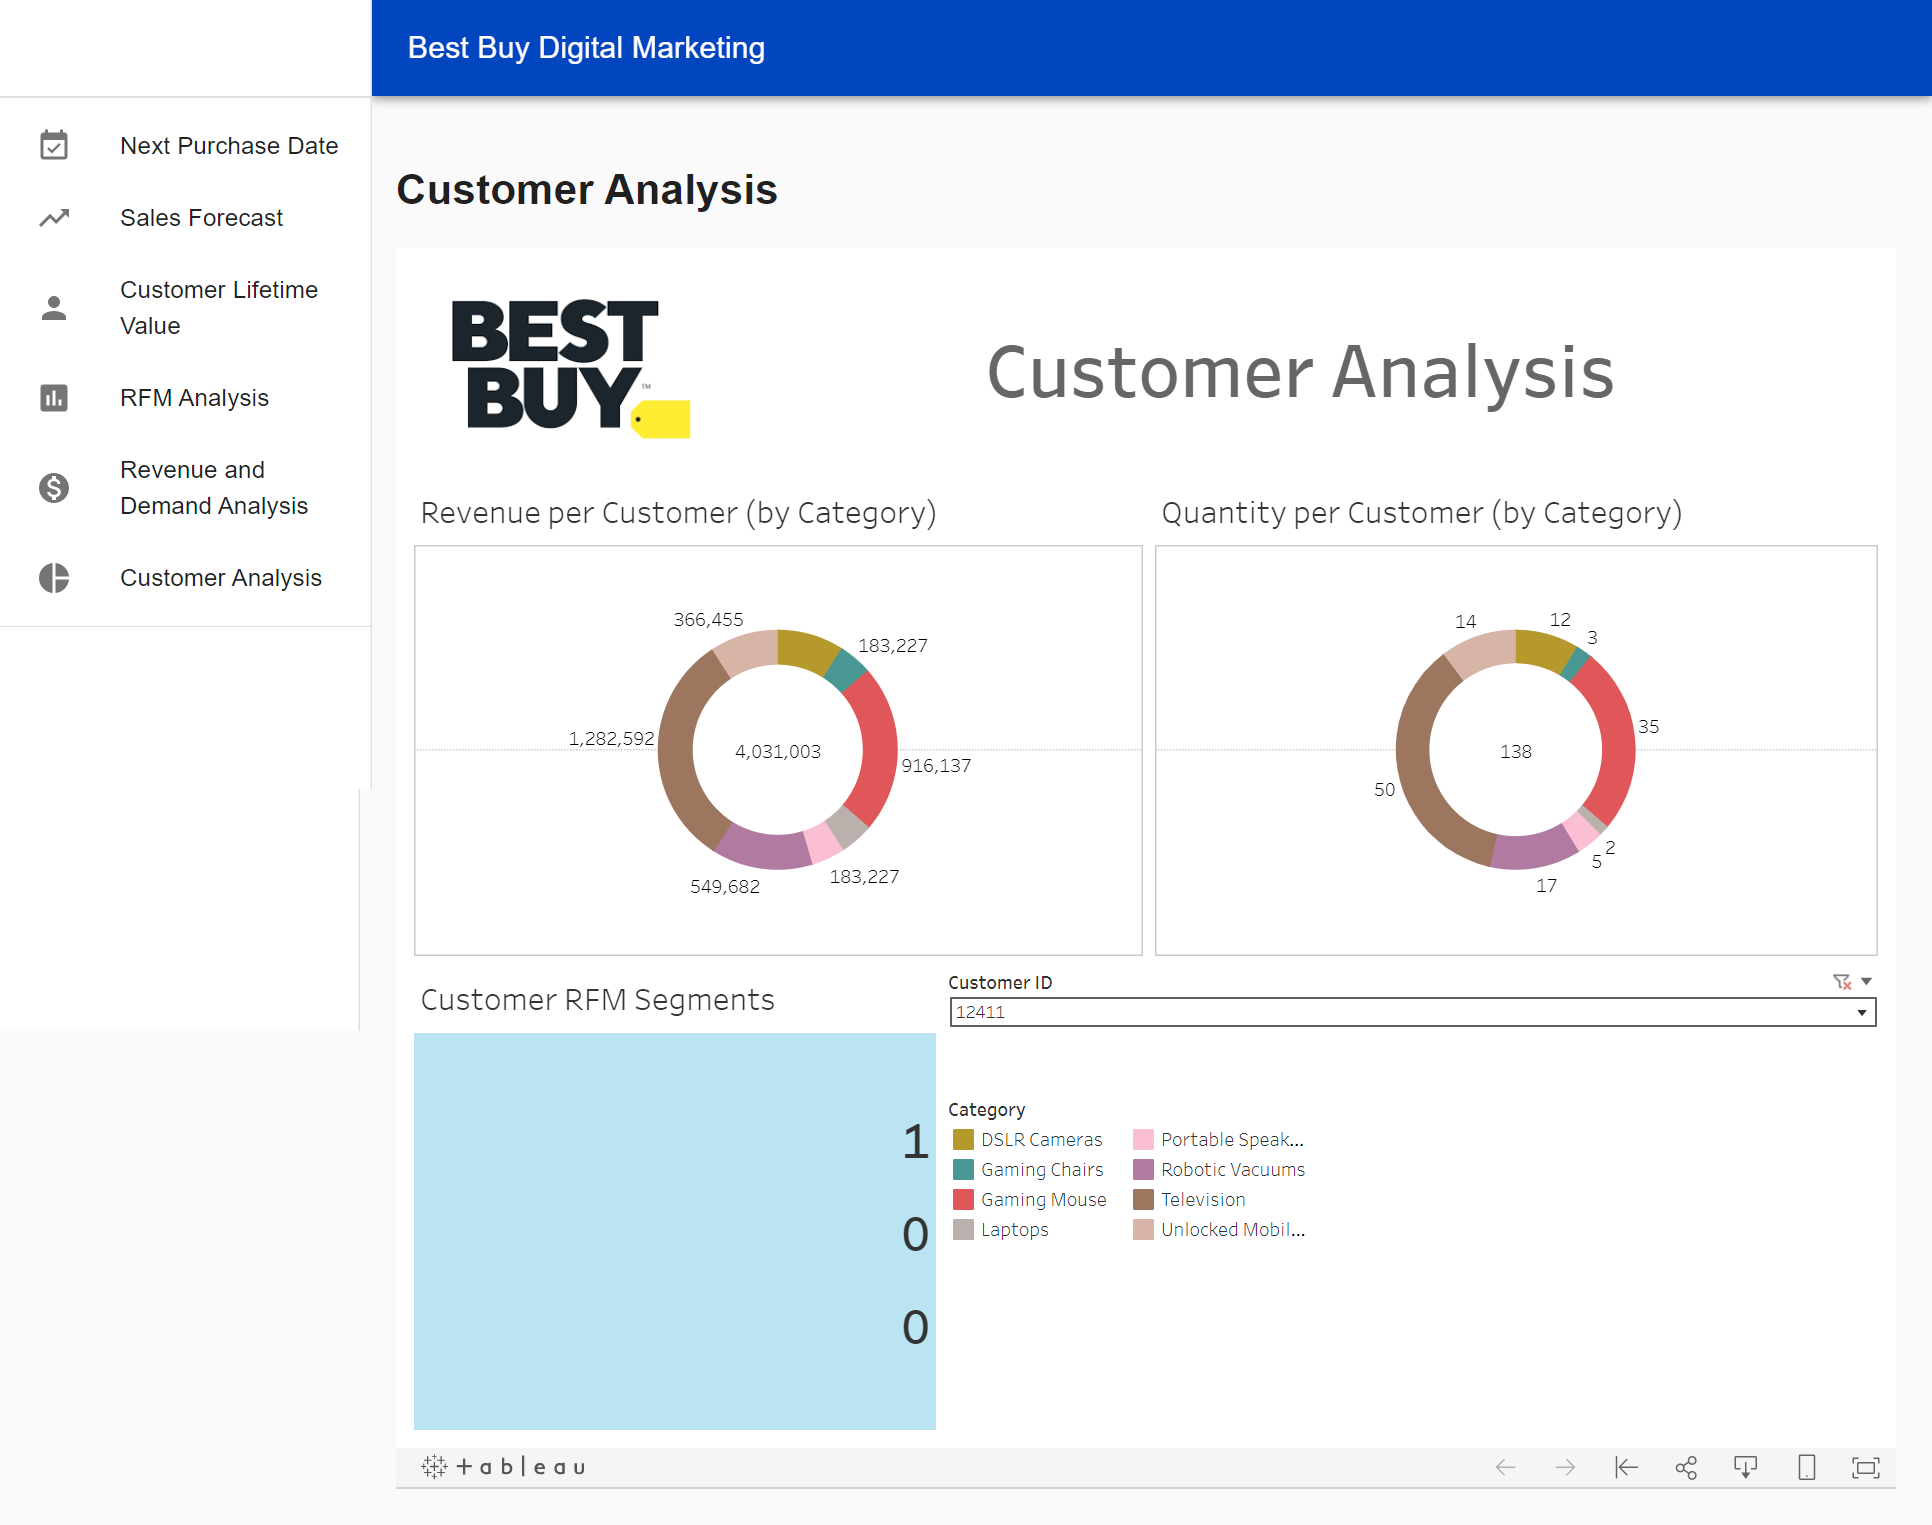 Best Buy Digital Marketing
Next Purchase Date
Sales Forecast
Customer Lifetime
Value
RFM Analysis
Revenue and
Demand Analysis
Customer Analysis
Customer Analysis
BEST
BUY™
Customer Analysis
Revenue per Customer (by Category)
366,455
183,227
1,282,592
4,031,003
916,137
549,682
183,227
Quantity per Customer (by Category)
14
12
3
35
138
50
2
5
17
Customer RFM Segments
1
0
0
Customer ID
12411
Category
DSLR Cameras
Portable Speak...
Gaming Chairs
Robotic Vacuums
Gaming Mouse
Television
Laptops
Unlocked Mobil...
+ableau